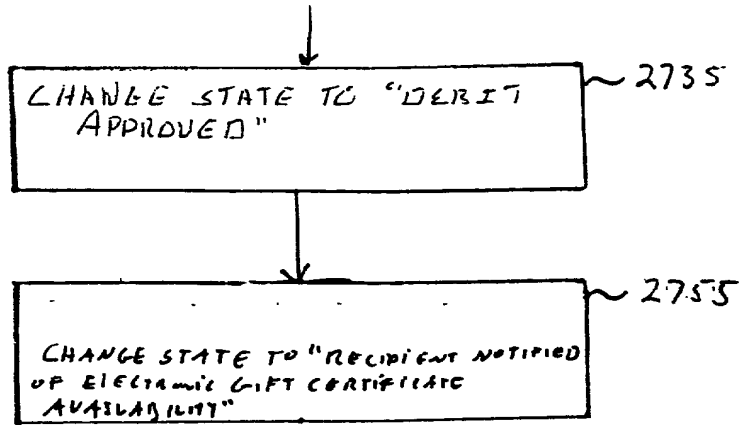 CHANGE STATE TO "DEBIT
APPROVED"
2735
2755
CHANGE STATE TO "RECIPIENT NOTIFIED
OF ElECTRONIC GIFT CERTIFICATE
AVAILABILITY"